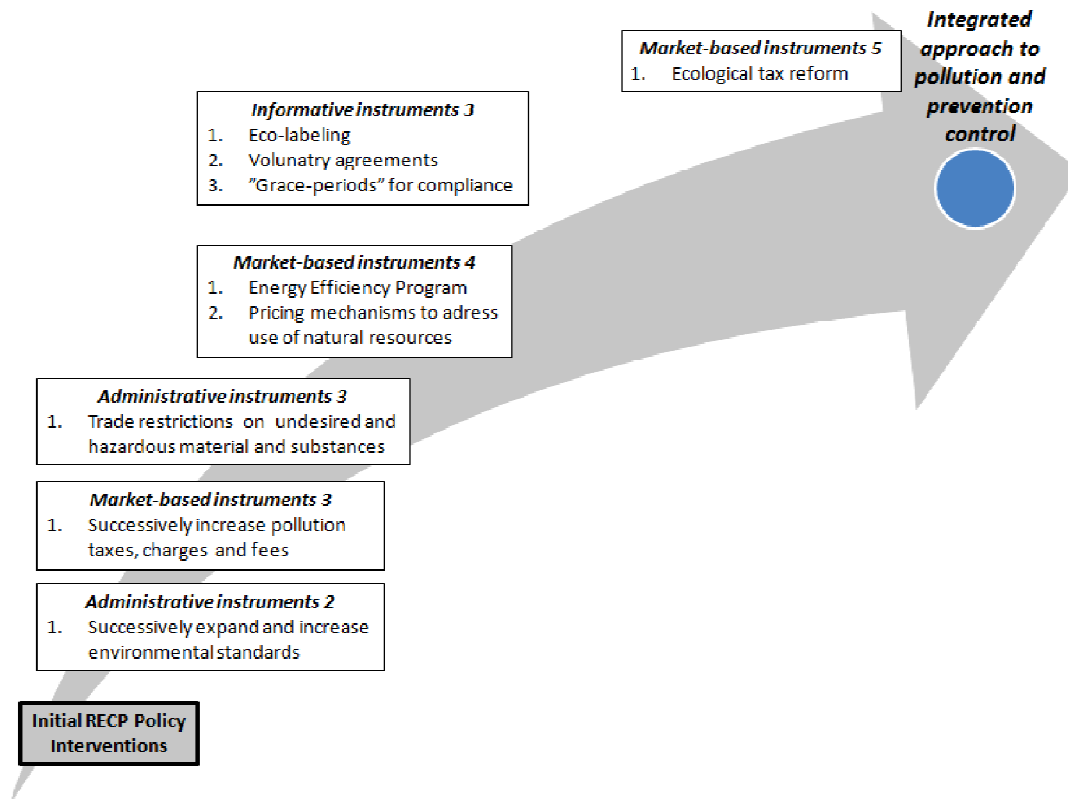 Integrated
approach to
pollution and
prevention
control
Market-based instruments 5
1. Ecological tax reform
Informative instruments 3
1. Eco-labeling
2. Volunatry agreements
3. ”Grace-periods” for compliance
Market-based instruments 4
1. Energy Efficiency Program
2. Pricing mechanisms to adress
use of natural resources
Administrative instruments 3
1. Trade restrictions on undesired and
hazardous material and substances
Market-based instruments 3
1. Successively increase pollution
taxes, charges and fees
Administrative instruments 2
1. Successively expand and increase
environmental standards
Initial RECP Policy
Interventions